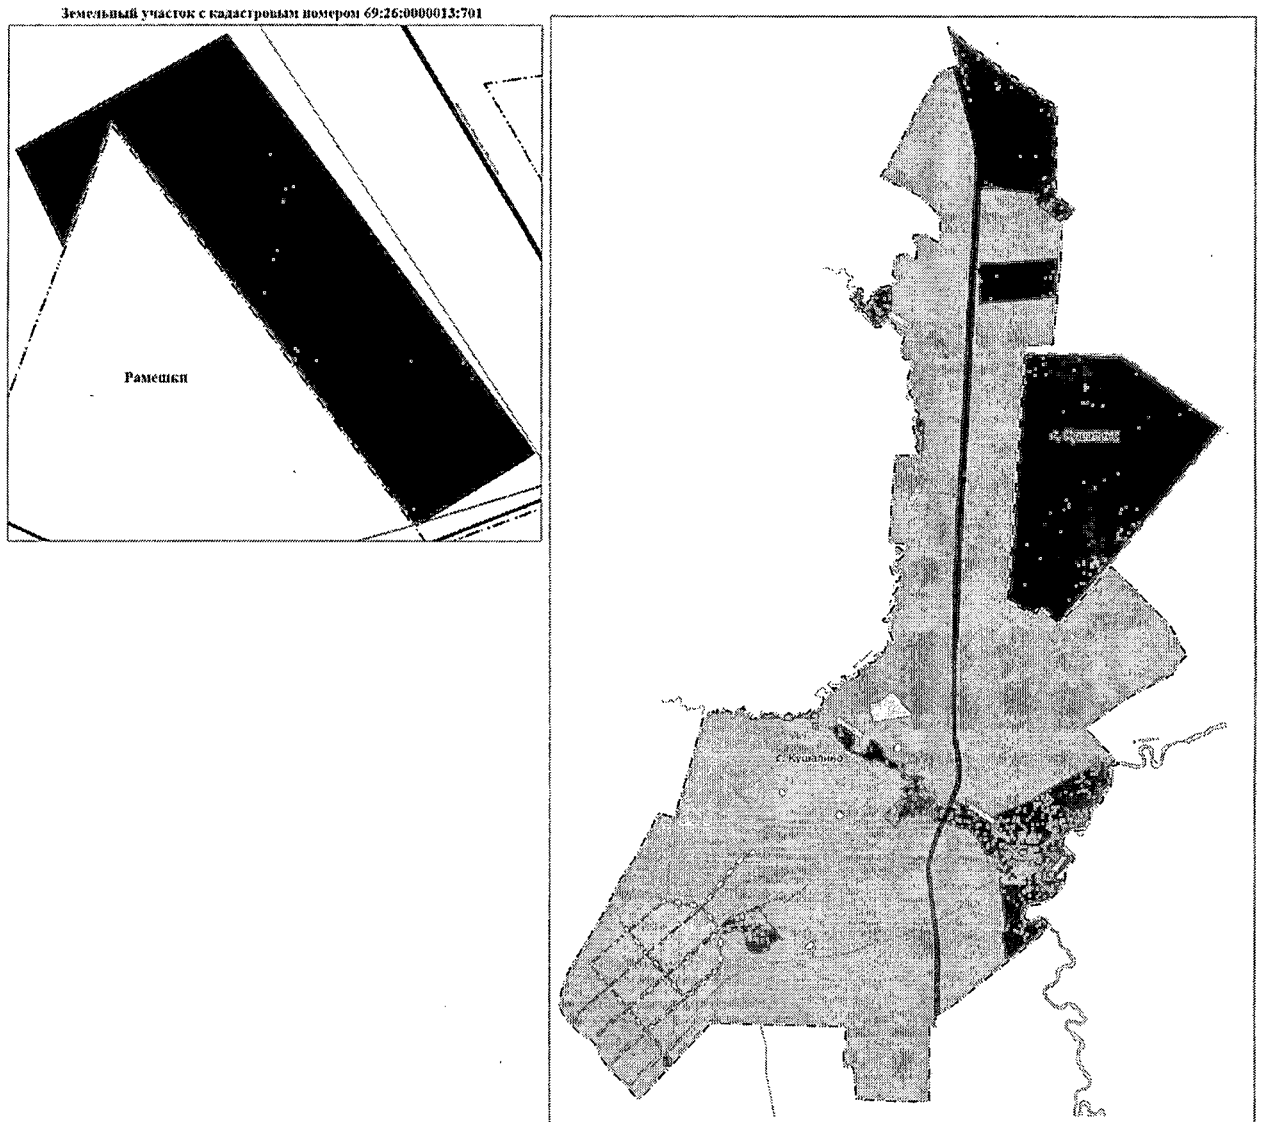 Земельный участок с кадастровым номером 69:26:0000013:701
Рамешки
с. Кушалино